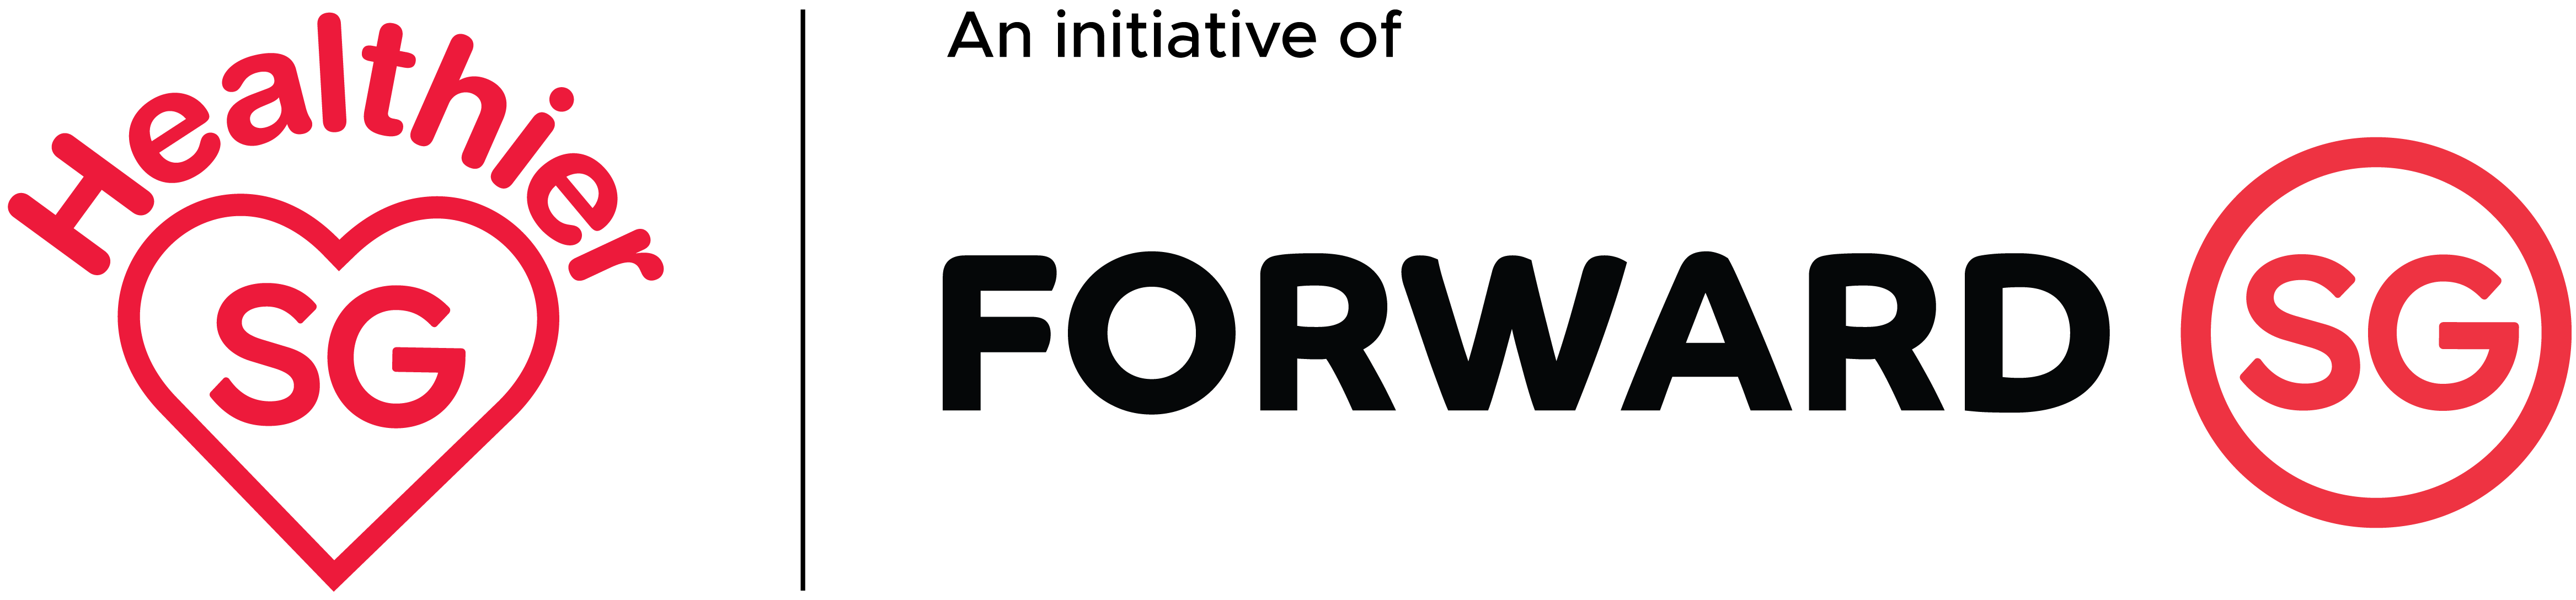 Healthier
SG
An initiative of
FORWARD SG